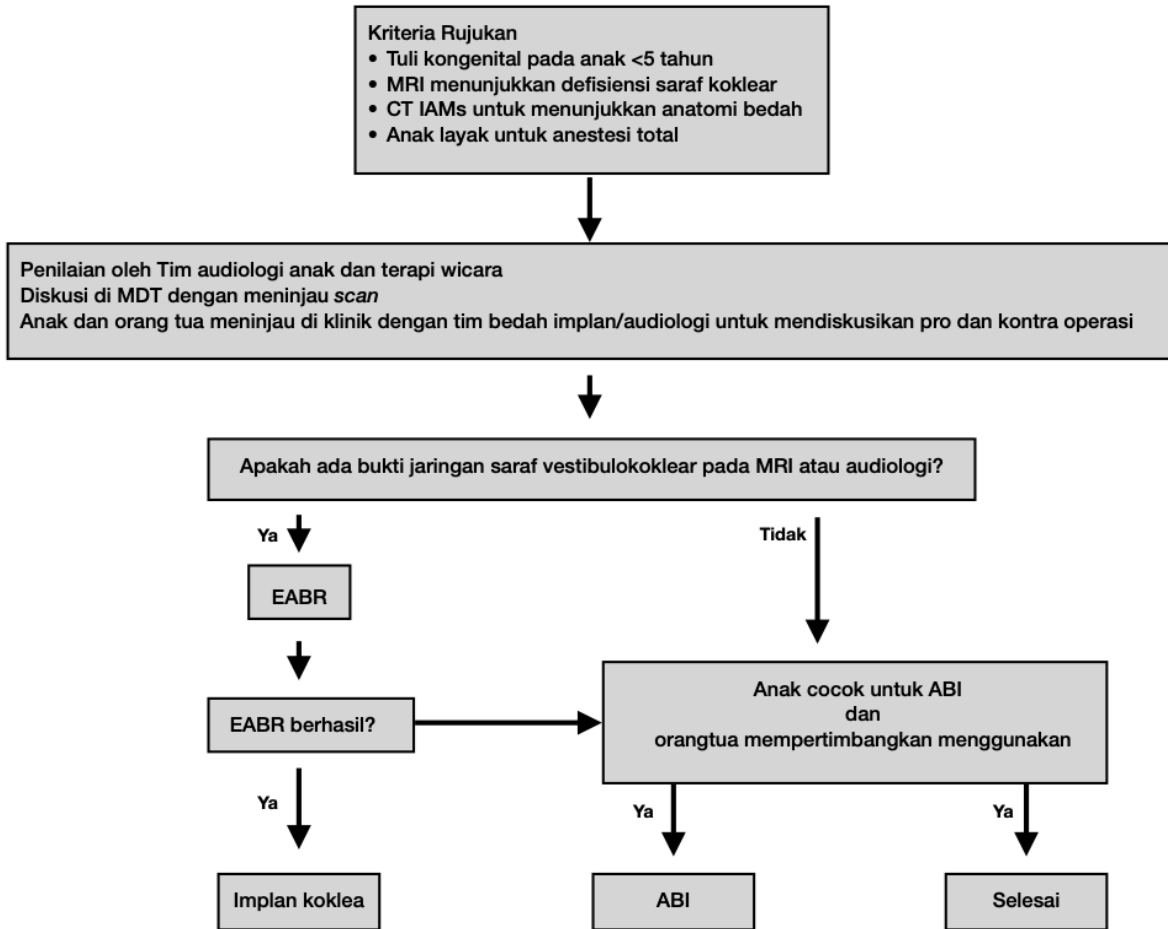 Kriteria Rujukan
• Tuli kongenital pada anak <5 tahun
• MRI menunjukkan defisiensi saraf koklear
• CT IAMs untuk menunjukkan anatomi bedah
• Anak layak untuk anestesi total
Penilaian oleh Tim audiologi anak dan terapi wicara
Diskusi di MDT dengan meninjau scan
Anak dan orang tua meninjau di klinik dengan tim bedah implan/audiologi untuk mendiskusikan pro dan kontra operasi
Apakah ada bukti jaringan saraf vestibulokoklear pada MRI atau audiologi?
Ya
Tidak
EABR
EABR berhasil?
Anak cocok untuk ABI
dan
orangtua mempertimbangkan menggunakan
Ya
Ya
Ya
Implan koklea
ABI
Selesai